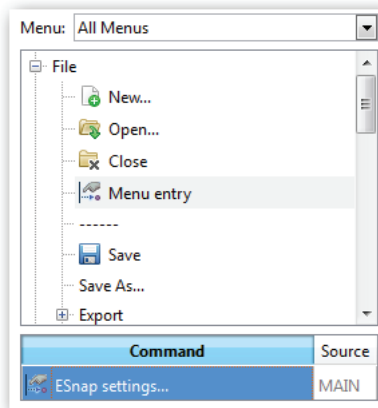 Menu: All Menus
File
New...
Open...
Close
Menu entry
------
Save
Save As...
Export
Command Source
ESnap settings... MAIN